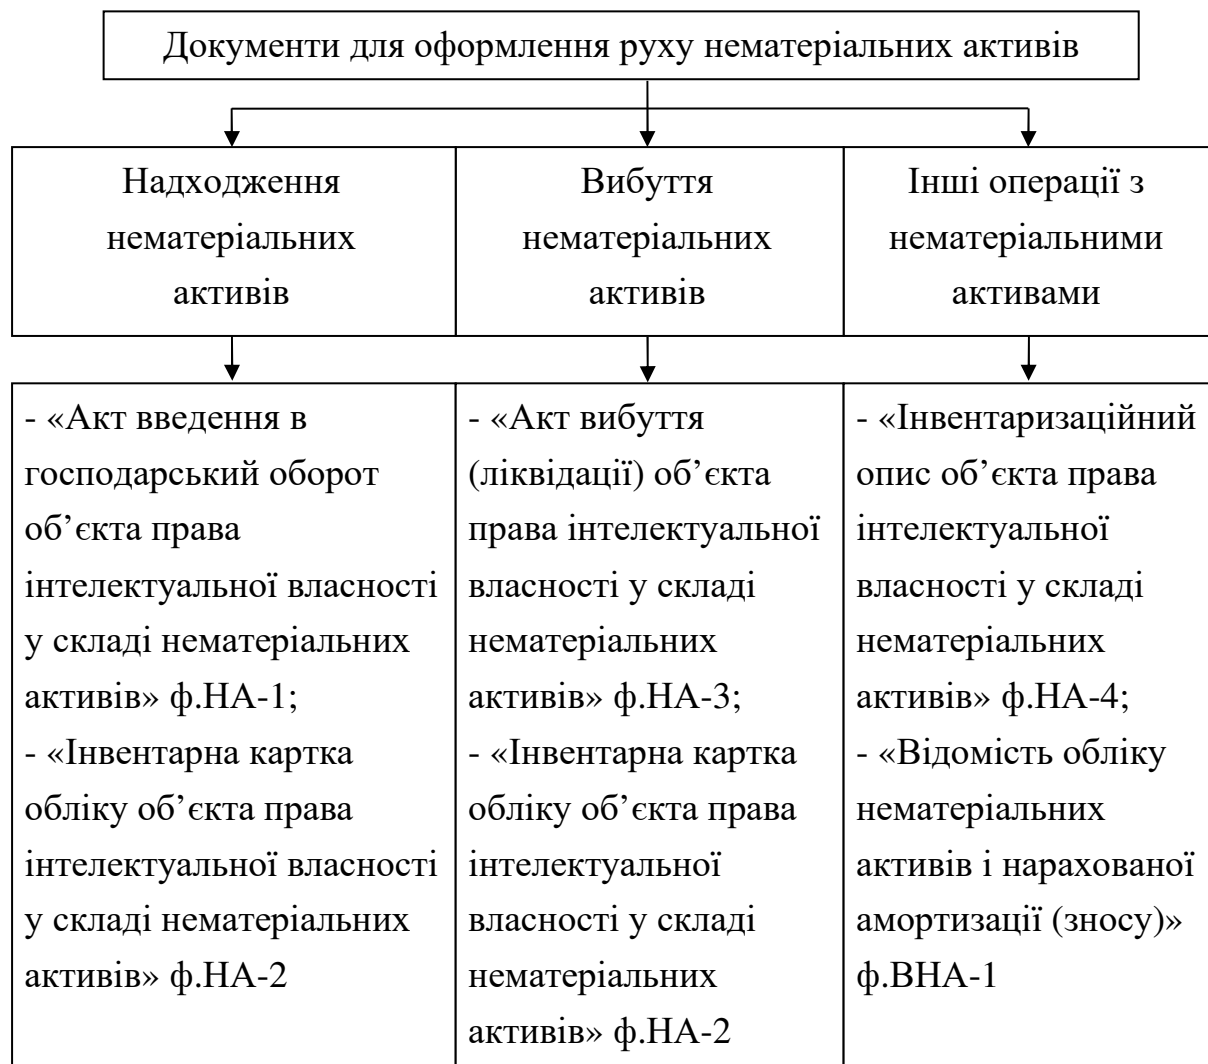 Документи для оформлення руху нематеріальних активів
Надходження
нематеріальних
активів
Вибуття
нематеріальних
активів
Інші операції з
нематеріальними
активами
- «Акт введення в
господарський оборот
об’єкта права
інтелектуальної власності
у складі нематеріальних
активів» ф.НА-1;
- «Інвентарна картка
обліку об’єкта права
інтелектуальної власності
у складі нематеріальних
активів» ф.НА-2
- «Акт вибуття
(ліквідації) об’єкта
права інтелектуальної
власності у складі
нематеріальних
активів» ф.НА-3;
- «Інвентарна картка
обліку об’єкта права
інтелектуальної
власності у складі
нематеріальних
активів» ф.НА-2
- «Інвентаризаційний
опис об’єкта права
інтелектуальної
власності у складі
нематеріальних
активів» ф.НА-4;
- «Відомість обліку
нематеріальних
активів і нарахованої
амортизації (зносу)»
ф.ВНА-1